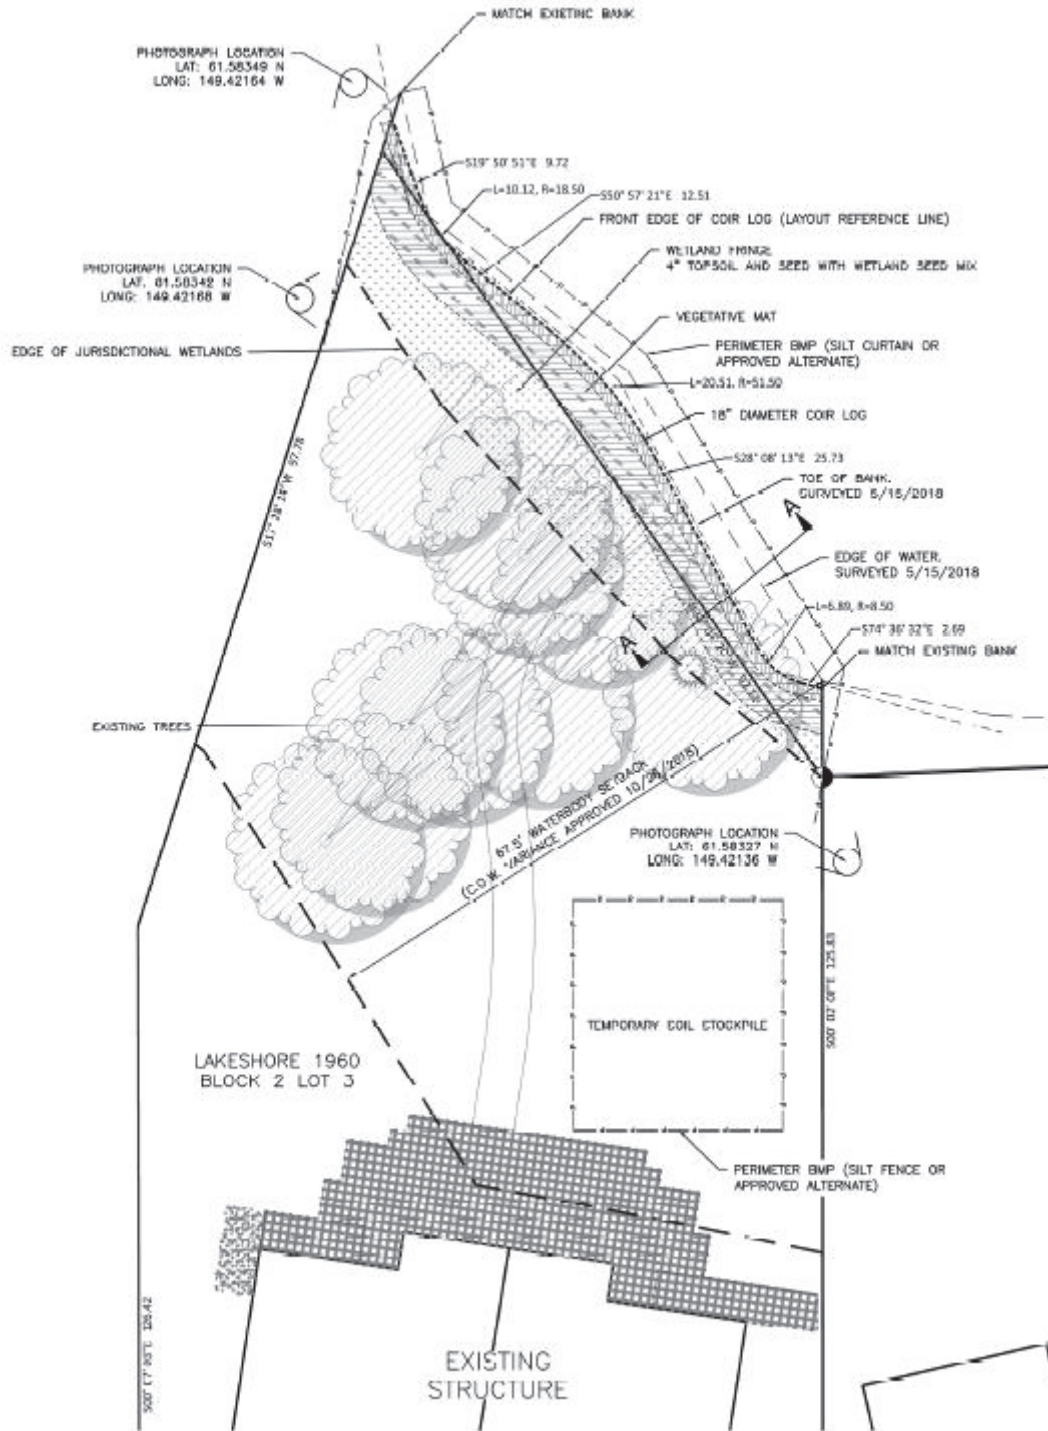 MATCH EXISTING BANK
PHOTOGRAPH LOCATION
LAT: 61.58349 N
LONG: 149.42164 W
S19° 50' 51"E 9.72
L=10.12, R=18.50
S50° 57' 21"E 12.51
FRONT EDGE OF COIR LOG (LAYOUT REFERENCE LINE)
WETLAND FRINGE
4" TOPSOIL AND SEED WITH WETLAND SEED MIX
PHOTOGRAPH LOCATION
LAT. 61.58342 N
LONG: 149.42168 W
VEGETATIVE MAT
EDGE OF JURISDICTIONAL WETLANDS
PERIMETER BMP (SILT CURTAIN OR
APPROVED ALTERNATE)
L=20.51, R=51.50
18" DIAMETER COIR LOG
S28° 08' 13"E 25.73
TOE OF BANK.
SURVEYED 5/15/2018
A
EDGE OF WATER.
SURVEYED 5/15/2018
L=6.89, R=8.50
S74° 36' 32"E 2.69
MATCH EXISTING BANK
A
EXISTING TREES
67.5' WATERBODY SETBACK
(C.O.W. VARIANCE APPROVED 10/26/2018)
PHOTOGRAPH LOCATION
LAT: 61.58327 N
LONG: 149.42136 W
TEMPORARY SOIL STOCKPILE
125.83
LAKESHORE 1960
BLOCK 2 LOT 3
PERIMETER BMP (SILT FENCE OR
APPROVED ALTERNATE)
126.42
EXISTING
STRUCTURE